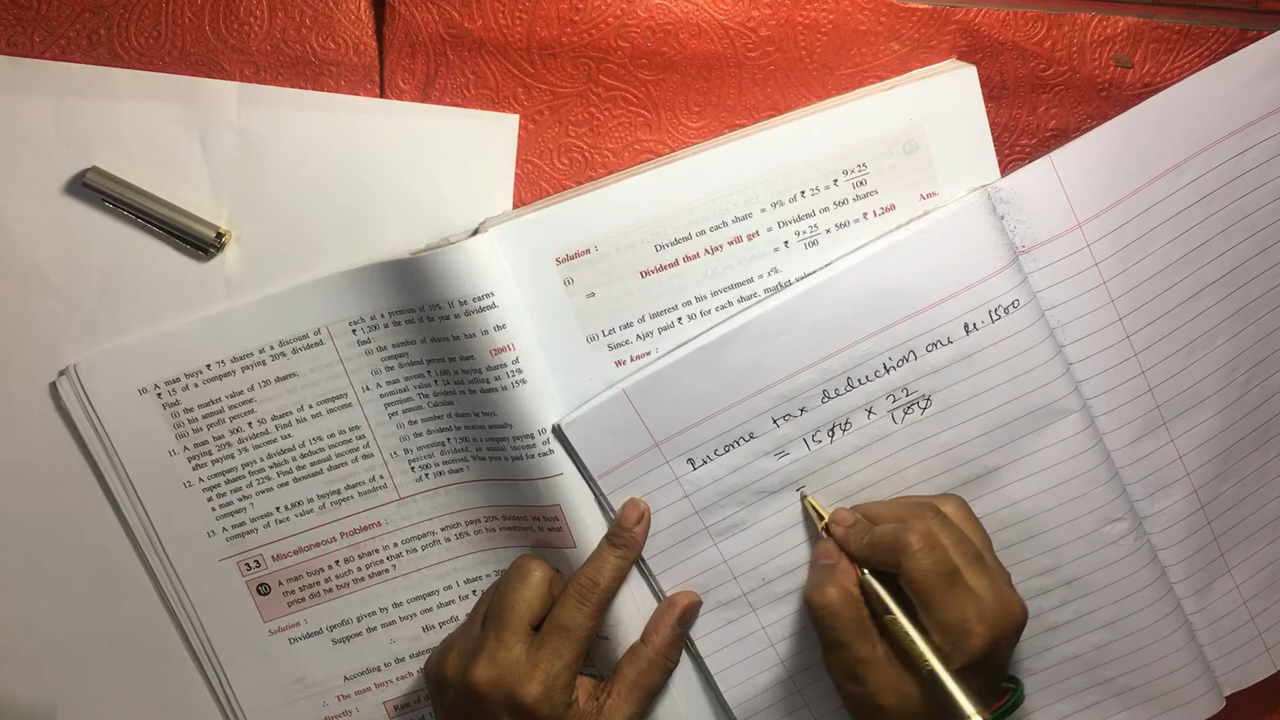 10. A man buys ₹ 75 shares at a discount of
₹ 15 of a company paying 20% dividend.
Find:
(i) the market value of 120 shares;
(ii) his annual income;
(iii) his profit percent.
11. A man has 300, ₹ 50 shares of a company
paying 20% dividend. Find his net income
after paying 3% income tax.
12. A company pays a dividend of 15% on its ten-
rupee shares from which it deducts income tax
at the rate of 22%. Find the annual income of
a man who owns one thousand shares of this
company ?
13. A man invests ₹ 8,800 in buying shares of
company of face value of rupees hundred
each at a premium of 10%. If he earns
₹ 1,200 at the end of the year as dividend,
find :
(i) the number of shares he has in the
company.
(ii) the dividend percent per share. [2001]
14. A man invests ₹ 1,680 in buying shares of
nominal value ₹ 24 and selling at 12%
premium. The dividend on the shares is 15%
per annum. Calculate :
(i) the number of shares he buys;
(ii) the dividend he receives annually.
15. By investing ₹ 7,500 in a company paying 10
percent dividend, an annual income of
₹ 500 is received. What price is paid for each
of ₹ 100 share ?
3.3 Miscellaneous Problems :
10 A man buys a ₹ 80 share in a company, which pays 20% dividend. He buys
the share at such a price that his profit is 16% on his investment. At what
price did he buy the share ?
Solution :
Dividend (profit) given by the company on 1 share = 20%
Suppose the man buys one share for ₹
∴ His profit =
According to the
∴ The man buys each
directly :
Solution :
(i) Dividend on each share = 9% of ₹ 25 = ₹ 9×25/100
⇒ Dividend that Ajay will get = Dividend on 560 shares
= ₹ 9×25/100 × 560 = ₹ 1,260 Ans.
(ii) Let rate of interest on his investment = x%.
Since, Ajay paid ₹ 30 for each share, market
We know :
Income tax deduction one Rs. 1500
= 1500 × 22/100
=